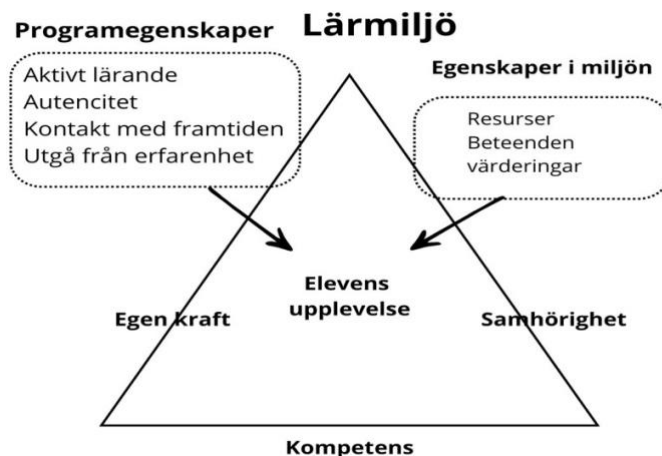 Lärmiljö
Programegenskaper
Aktivt lärande
Autencitet
Kontakt med framtiden
Utgå från erfarenhet
Egenskaper i miljön
Resurser
Beteenden
värderingar
Elevens
upplevelse
Egen kraft
Samhörighet
Kompetens